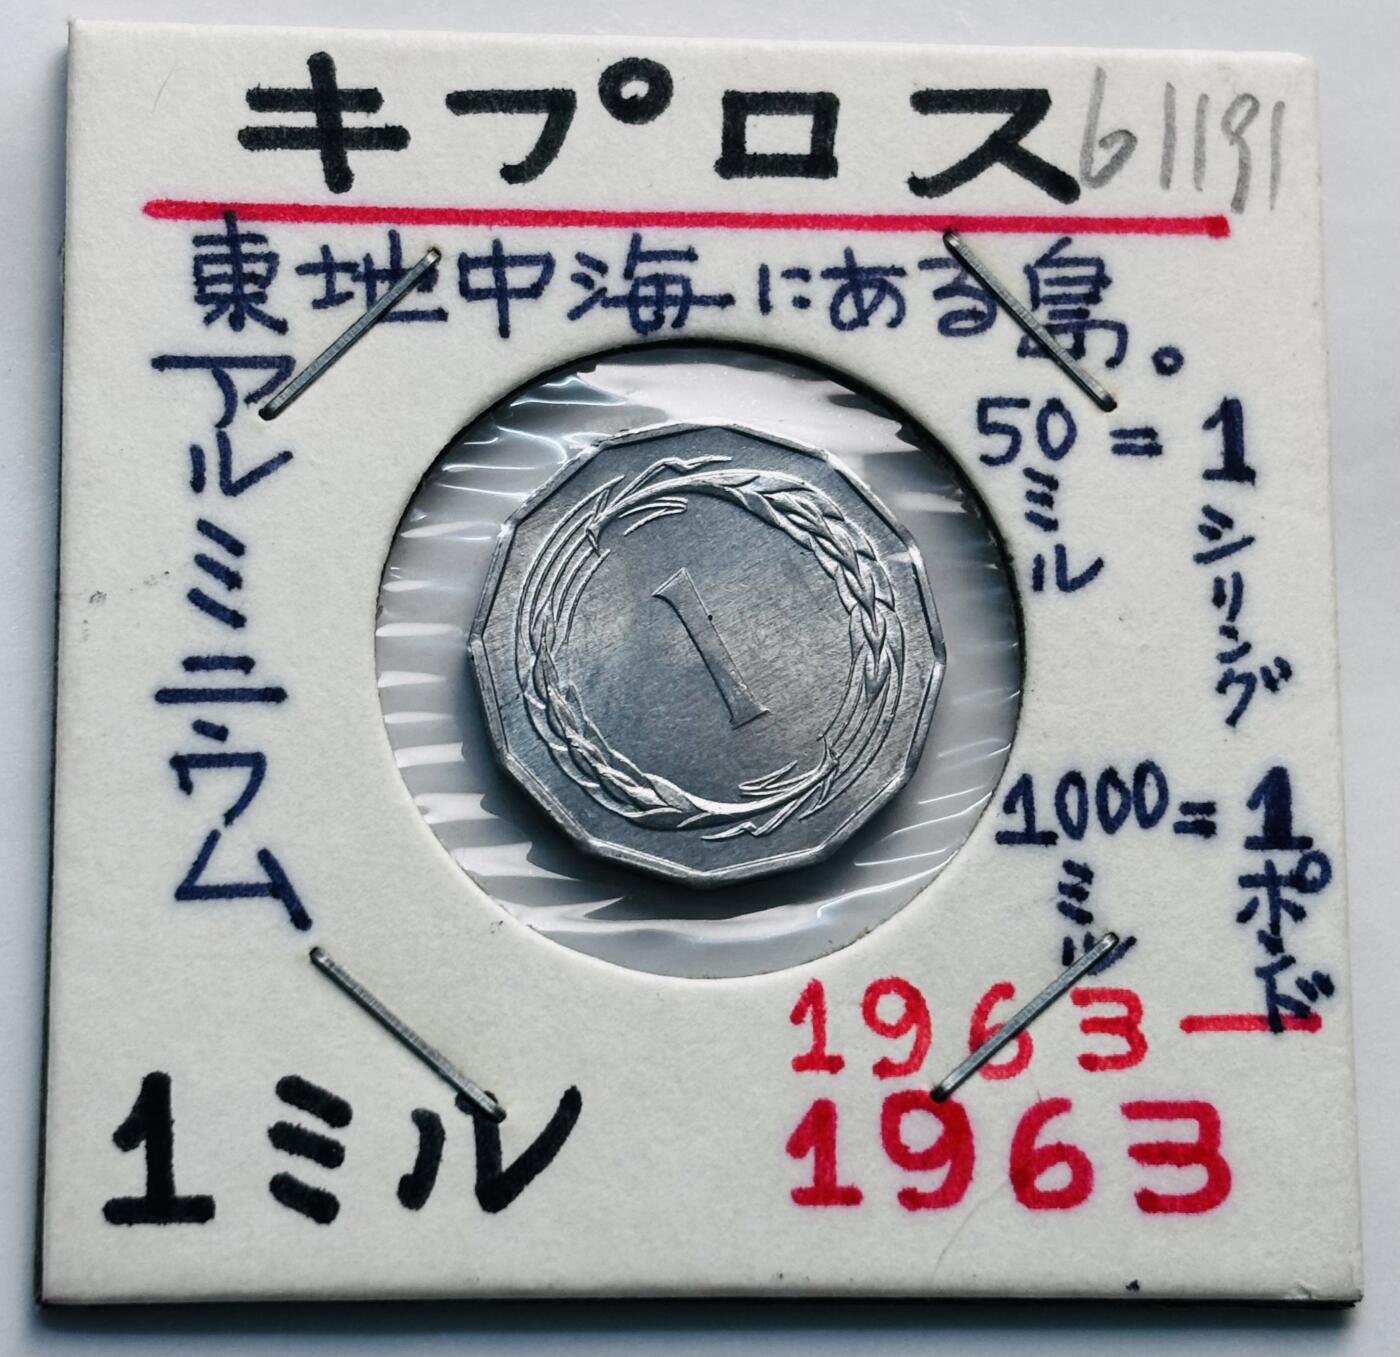 キプロス
61191
東地中海にある島。
アルミニウム
50ミル=1シリング
1
1000ミル=1ポンド
1963—
1963
1ミル